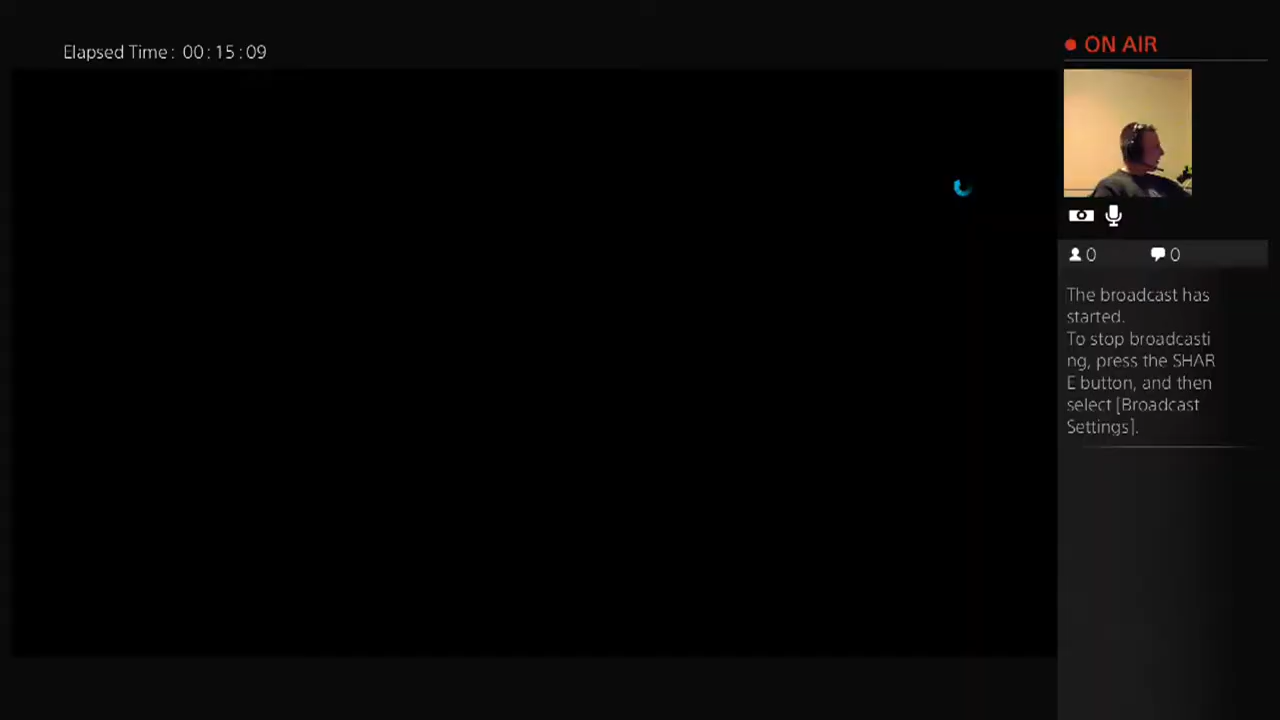 Elapsed Time: 00:15:09
ON AIR
0 0
The broadcast has
started.
To stop broadcasti
ng, press the SHAR
E button, and then
select [Broadcast
Settings].